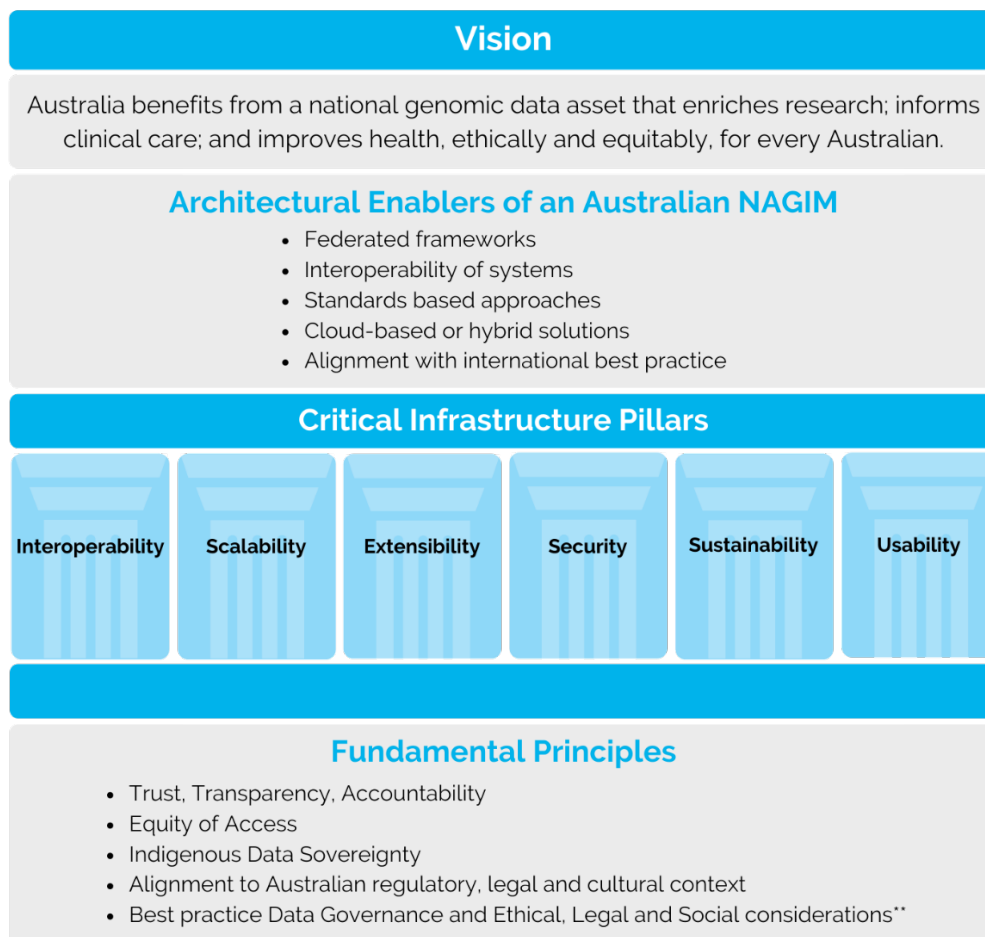 Vision
Australia benefits from a national genomic data asset that enriches research; informs
clinical care; and improves health, ethically and equitably, for every Australian.
Architectural Enablers of an Australian NAGIM
• Federated frameworks
• Interoperability of systems
• Standards based approaches
• Cloud-based or hybrid solutions
• Alignment with international best practice
Critical Infrastructure Pillars
Interoperability
Scalability
Extensibility
Security
Sustainability
Usability
Fundamental Principles
• Trust, Transparency, Accountability
• Equity of Access
• Indigenous Data Sovereignty
• Alignment to Australian regulatory, legal and cultural context
• Best practice Data Governance and Ethical, Legal and Social considerations**